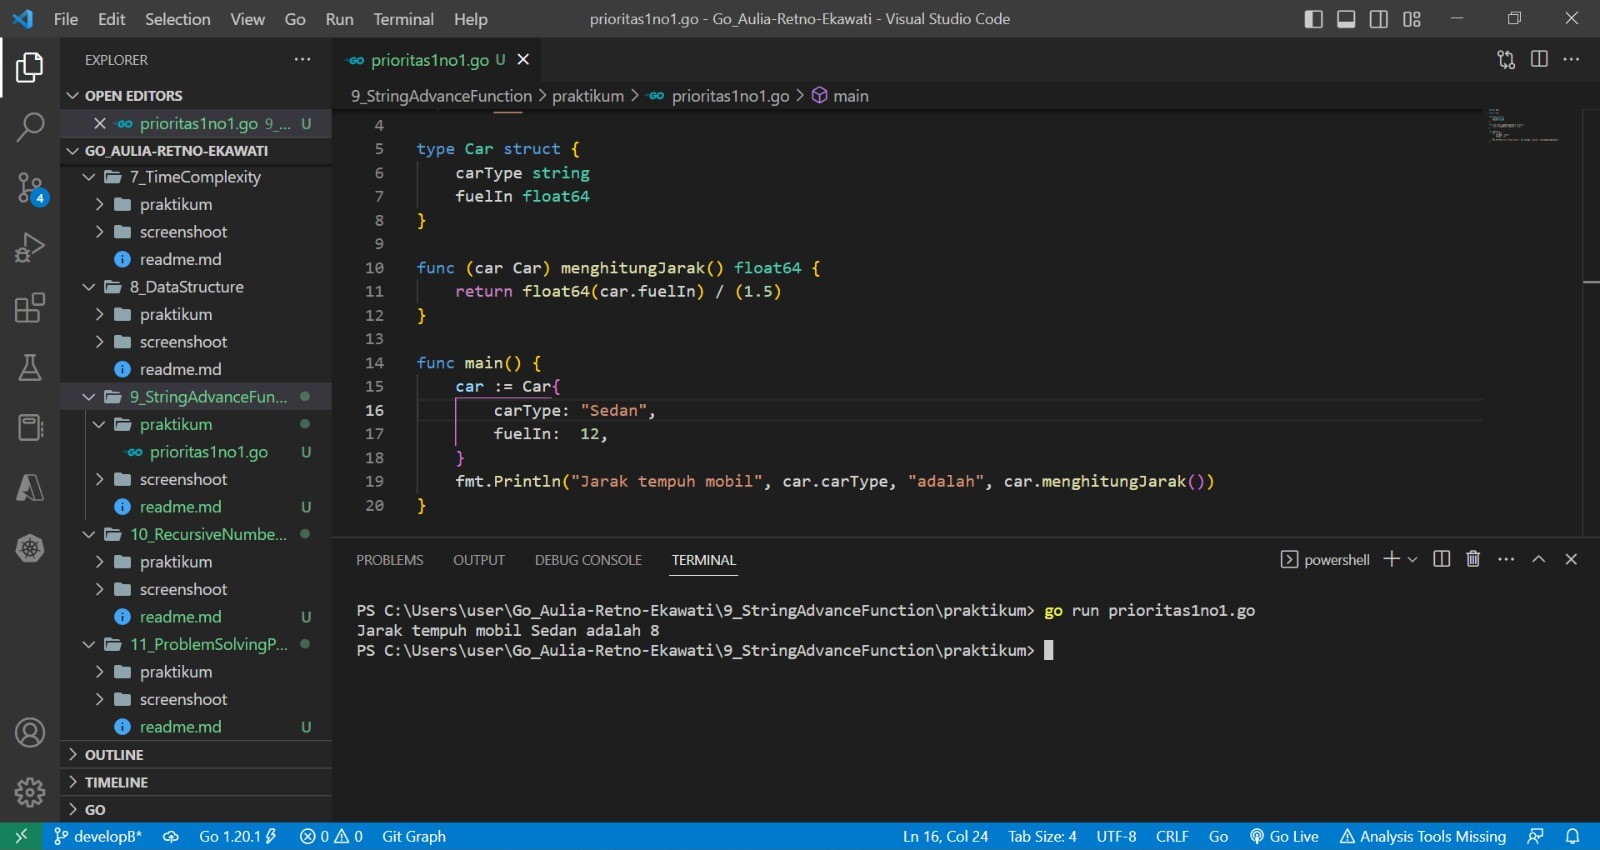 File Edit Selection View Go Run Terminal Help
prioritas1no1.go - Go_Aulia-Retno-Ekawati - Visual Studio Code
EXPLORER
OPEN EDITORS
prioritas1no1.go 9_... U
GO_AULIA-RETNO-EKAWATI
7_TimeComplexity
praktikum
screenshoot
readme.md
8_DataStructure
praktikum
screenshoot
readme.md
9_StringAdvanceFun...
praktikum
prioritas1no1.go U
screenshoot
readme.md U
10_RecursiveNumbe...
praktikum
screenshoot
readme.md U
11_ProblemSolvingP...
praktikum
screenshoot
readme.md U
OUTLINE
TIMELINE
GO
4
prioritas1no1.go U
9_StringAdvanceFunction > praktikum > prioritas1no1.go > main
4
5 type Car struct {
6 carType string
7 fuelIn float64
8 }
9
10 func (car Car) menghitungJarak() float64 {
11 return float64(car.fuelIn) / (1.5)
12 }
13
14 func main() {
15 car := Car{
16 carType: "Sedan",
17 fuelIn: 12,
18 }
19 fmt.Println("Jarak tempuh mobil", car.carType, "adalah", car.menghitungJarak())
20 }
PROBLEMS OUTPUT DEBUG CONSOLE TERMINAL
powershell
PS C:\Users\user\Go_Aulia-Retno-Ekawati\9_StringAdvanceFunction\praktikum> go run prioritas1no1.go
Jarak tempuh mobil Sedan adalah 8
PS C:\Users\user\Go_Aulia-Retno-Ekawati\9_StringAdvanceFunction\praktikum>
developB* Go 1.20.1 0 0 Git Graph
Ln 16, Col 24 Tab Size: 4 UTF-8 CRLF Go Go Live Analysis Tools Missing